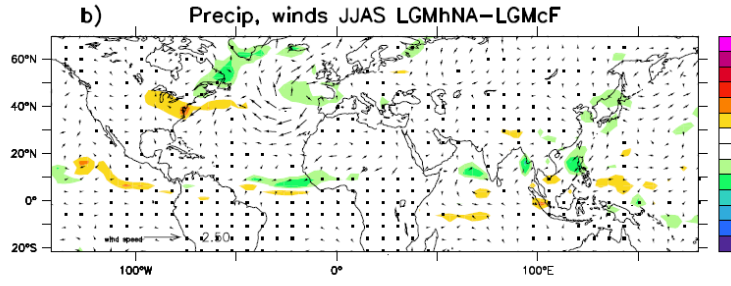 b) Precip, winds JJAS LGMhNA-LGMcF
60°N
40°N
20°N
0°
20°S
wind speed 2.50
100°W 0° 100°E